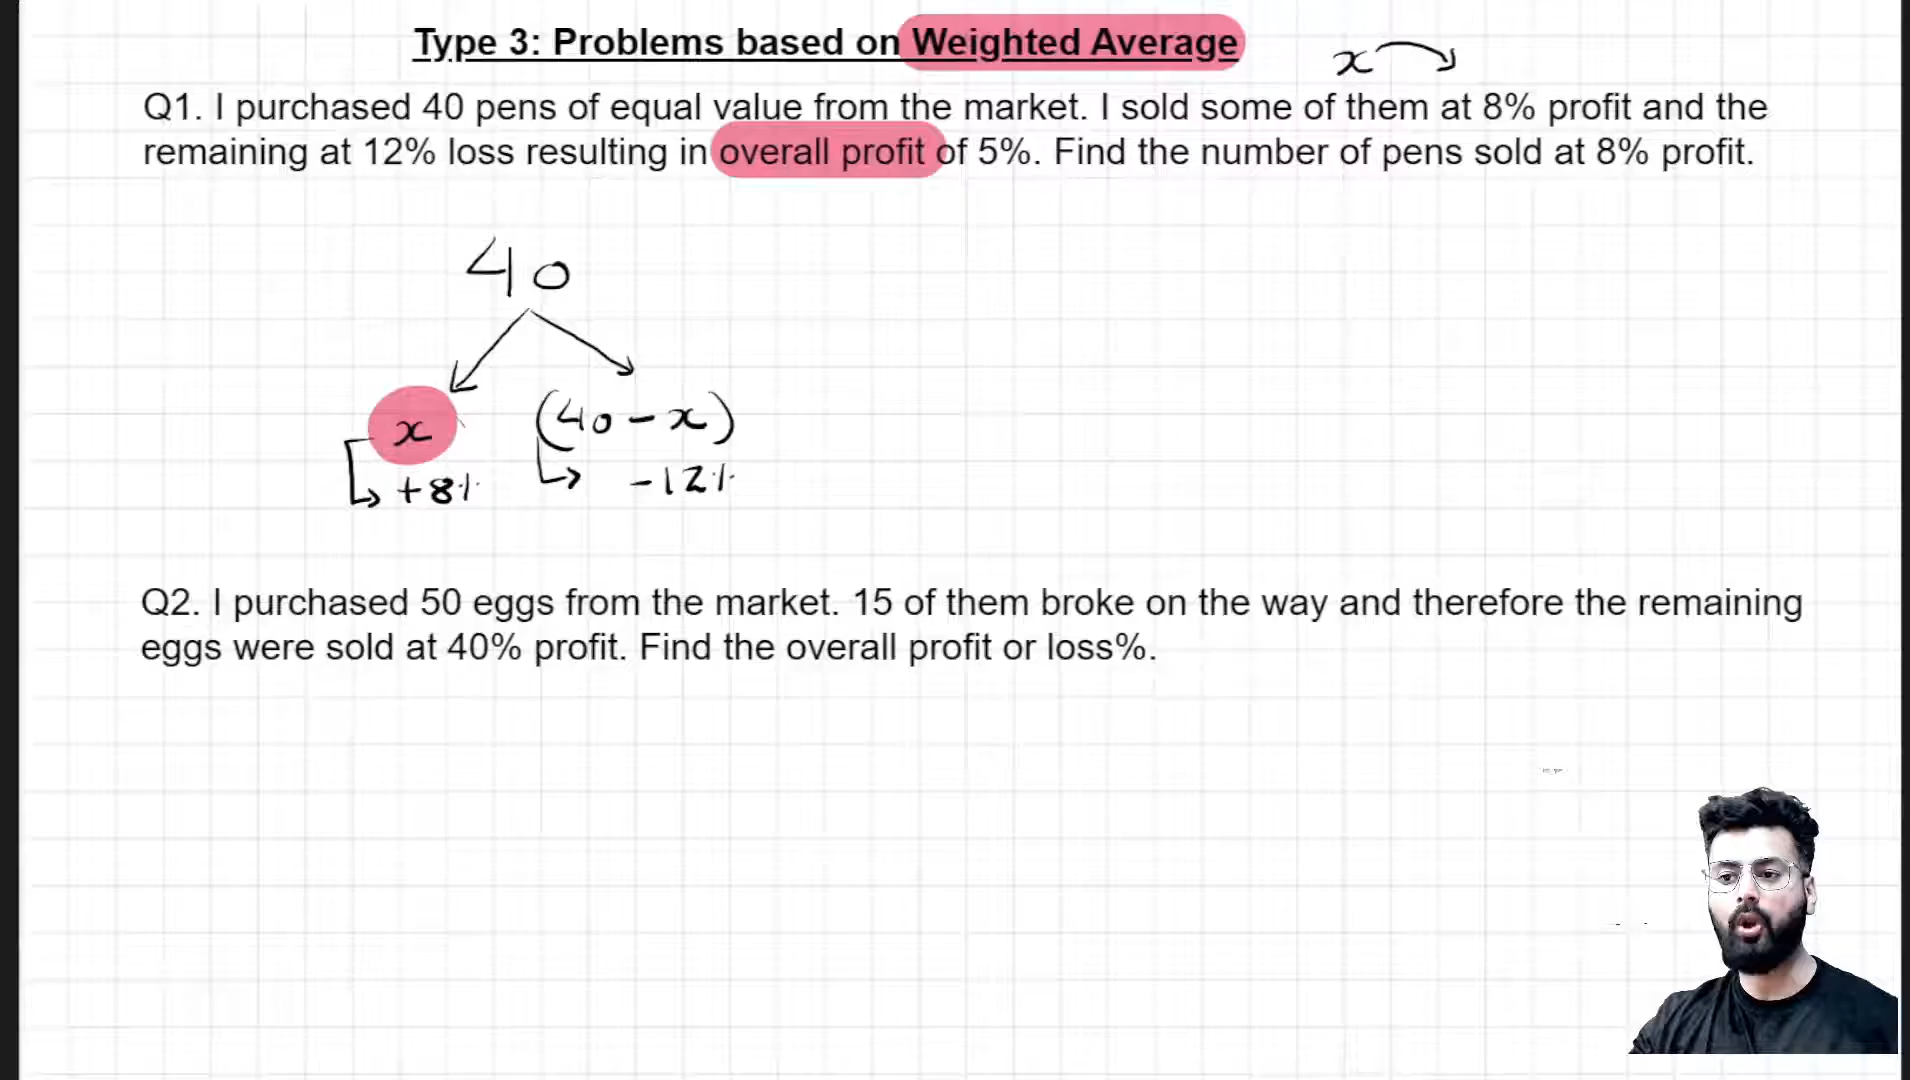 Type 3: Problems based on Weighted Average
x
Q1. I purchased 40 pens of equal value from the market. I sold some of them at 8% profit and the
remaining at 12% loss resulting in overall profit of 5%. Find the number of pens sold at 8% profit.
40
x (40-x)
+8% -12%
Q2. I purchased 50 eggs from the market. 15 of them broke on the way and therefore the remaining
eggs were sold at 40% profit. Find the overall profit or loss%.